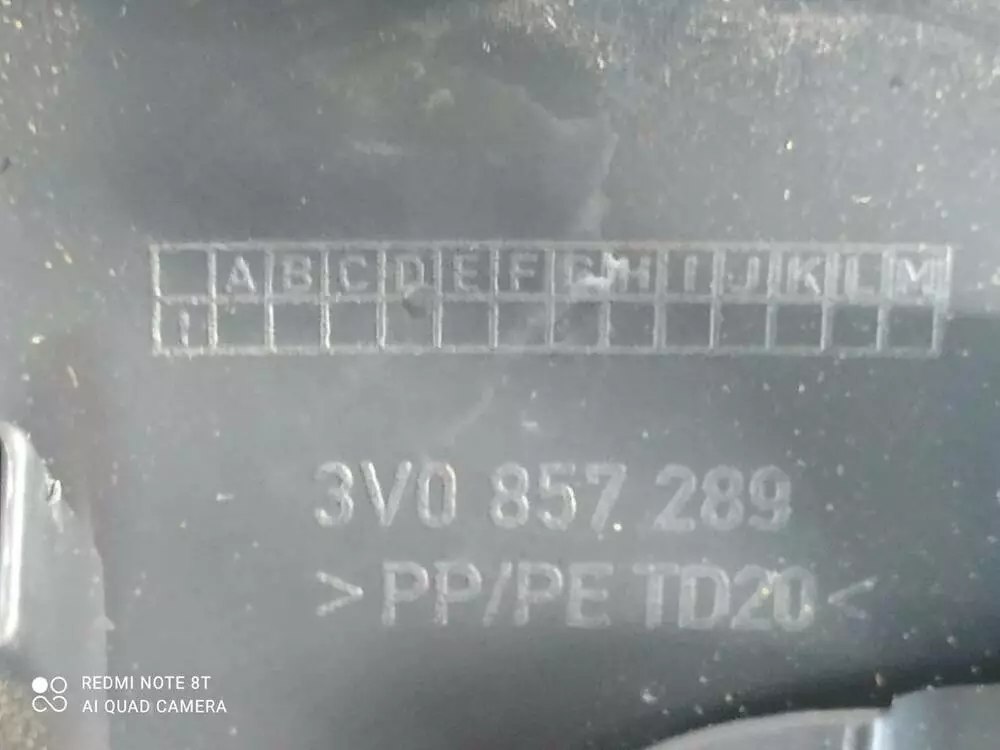 A B C D E F G H I J K L M
1
3V0 857 289
>PP/PE TD20<
REDMI NOTE 8T
AI QUAD CAMERA